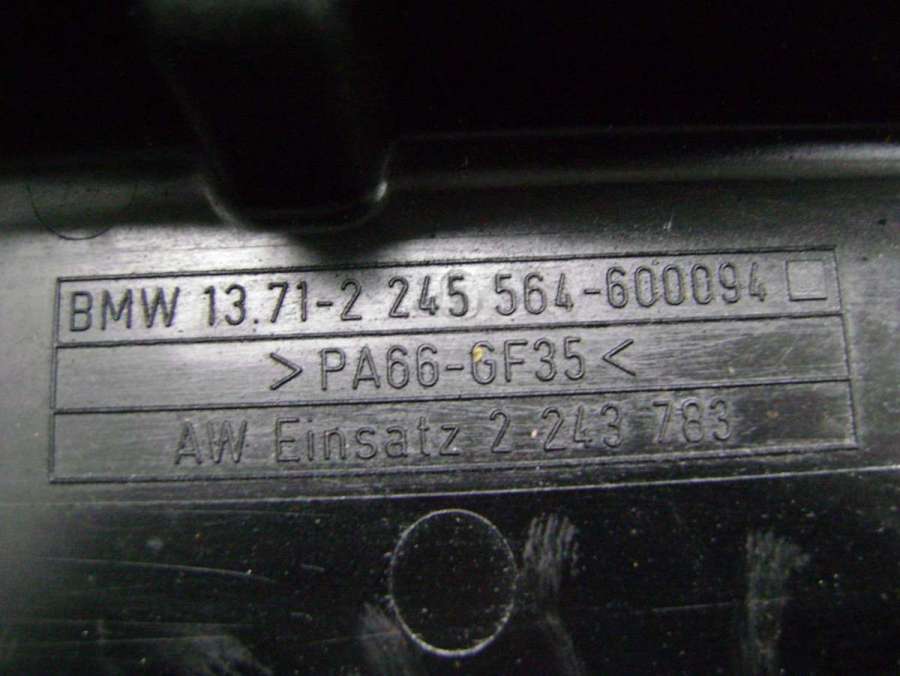 BMW 13.71-2 245 564-600094
>PA66-GF35<
AW Einsatz 2 243 783